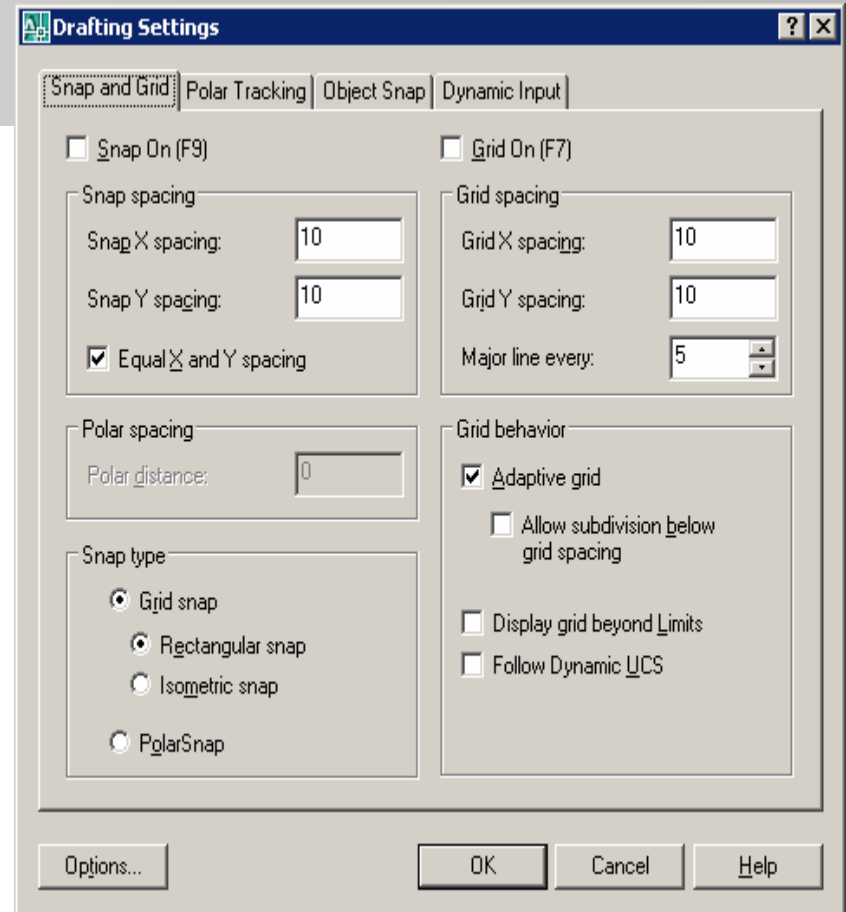 Drafting Settings
Snap and Grid Polar Tracking Object Snap Dynamic Input
Snap On (F9)
Snap spacing
Snap X spacing: 10
Snap Y spacing: 10
Equal X and Y spacing
Polar spacing
Polar distance: 0
Snap type
Grid snap
Rectangular snap
Isometric snap
PolarSnap
Grid On (F7)
Grid spacing
Grid X spacing: 10
Grid Y spacing: 10
Major line every: 5
Grid behavior
Adaptive grid
Allow subdivision below
grid spacing
Display grid beyond Limits
Follow Dynamic UCS
Options... OK Cancel Help